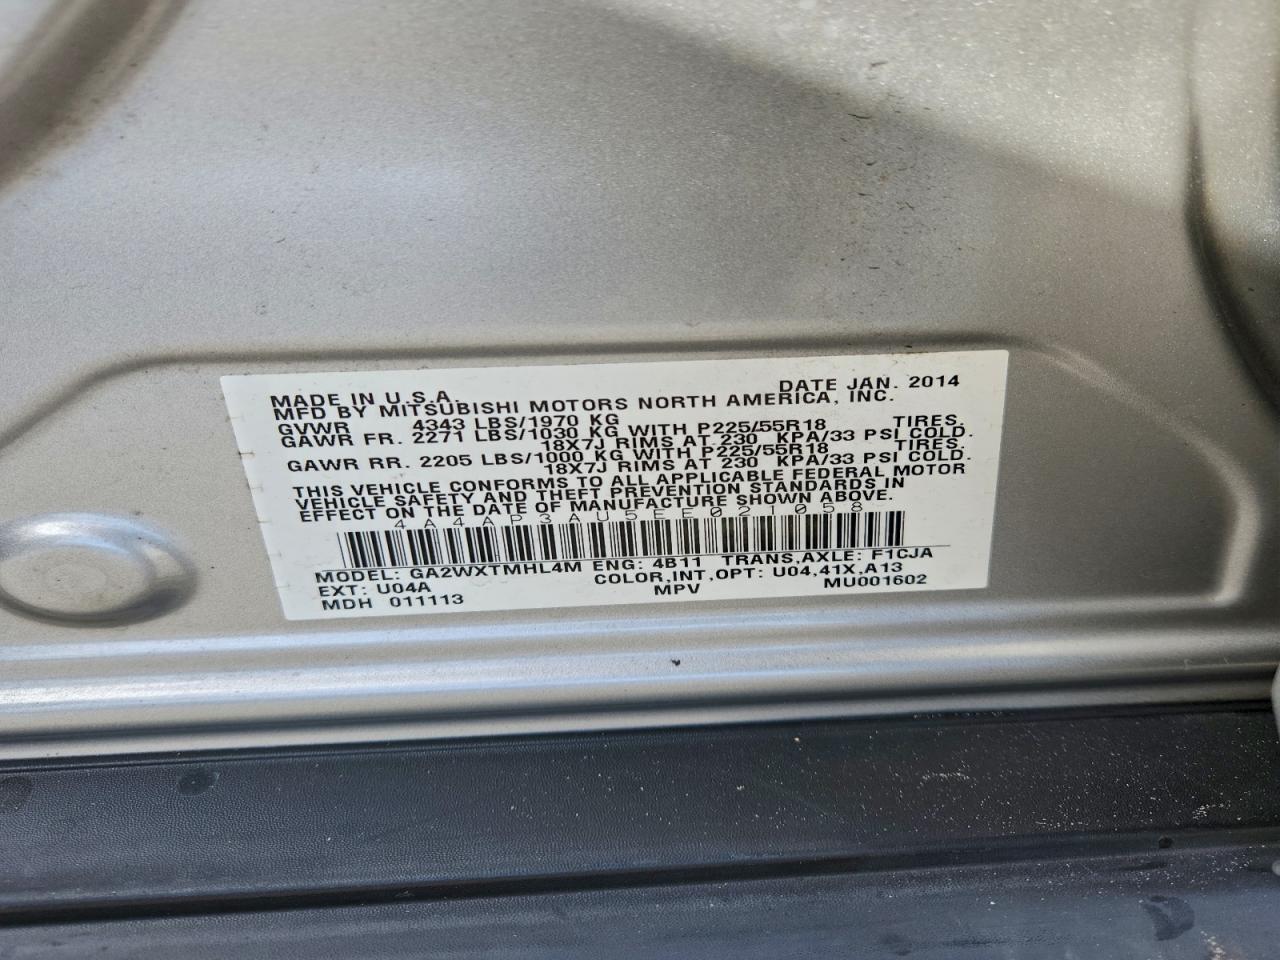 MADE IN U.S.A. DATE JAN. 2014
MFD BY MITSUBISHI MOTORS NORTH AMERICA, INC.
GVWR 4343 LBS/1970 KG
GAWR FR. 2271 LBS/1030 KG WITH P225/55R18 TIRES.
18X7J RIMS AT 230 KPA/33 PSI COLD.
GAWR RR. 2205 LBS/1000 KG WITH P225/55R18 TIRES.
18X7J RIMS AT 230 KPA/33 PSI COLD.
THIS VEHICLE CONFORMS TO ALL APPLICABLE FEDERAL MOTOR
VEHICLE SAFETY AND THEFT PREVENTION STANDARDS IN
EFFECT ON THE DATE OF MANUFACTURE SHOWN ABOVE.
4A4AP3AU5EE021058
MODEL: GA2WXTMHL4M ENG: 4B11 TRANS,AXLE: F1CJA
EXT: U04A COLOR,INT,OPT: U04,41X,A13
MDH 011113 MPV MU001602